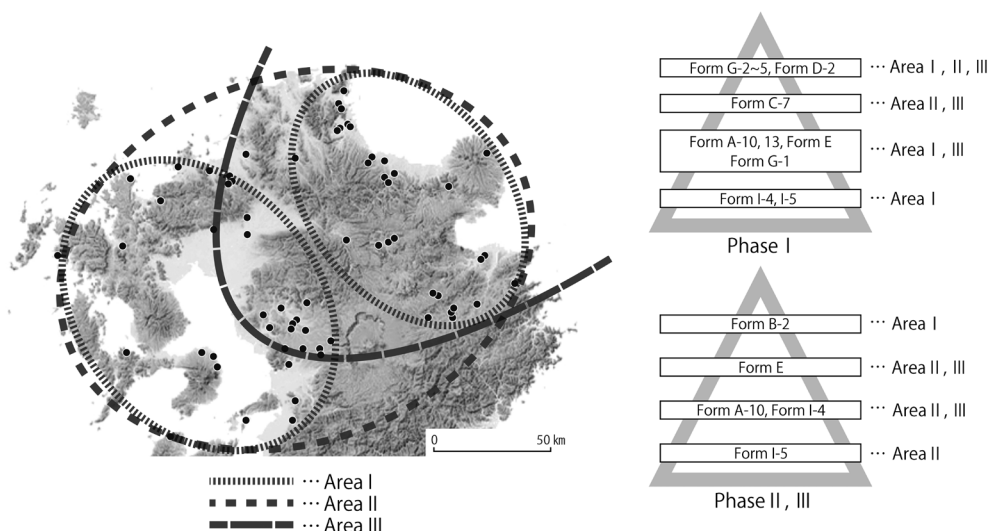 Form G-2~5, Form D-2 ··· Area I , II , III
Form C-7 ··· Area II , III
Form A-10, 13, Form E
Form G-1 ··· Area I , III
Form I-4, I-5 ··· Area I
Phase I
Form B-2 ··· Area I
Form E ··· Area II , III
Form A-10, Form I-4 ··· Area II , III
Form I-5 ··· Area II
Phase II , III
0 50 km
··· Area I
··· Area II
··· Area III